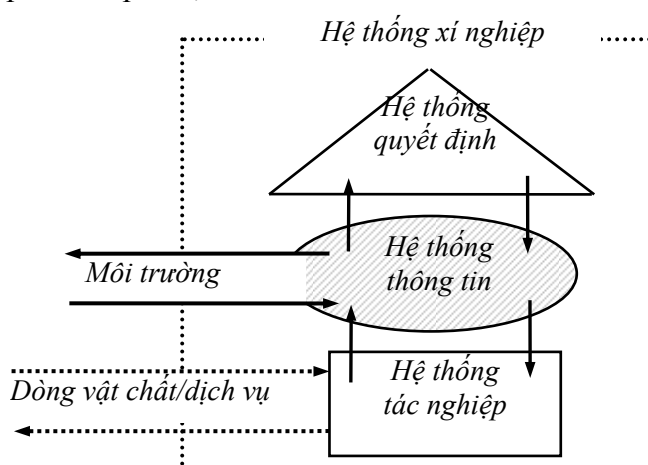 Hệ thống xí nghiệp
Hệ thống
quyết định
Hệ thống
thông tin
Môi trường
Hệ thống
tác nghiệp
Dòng vật chất/dịch vụ